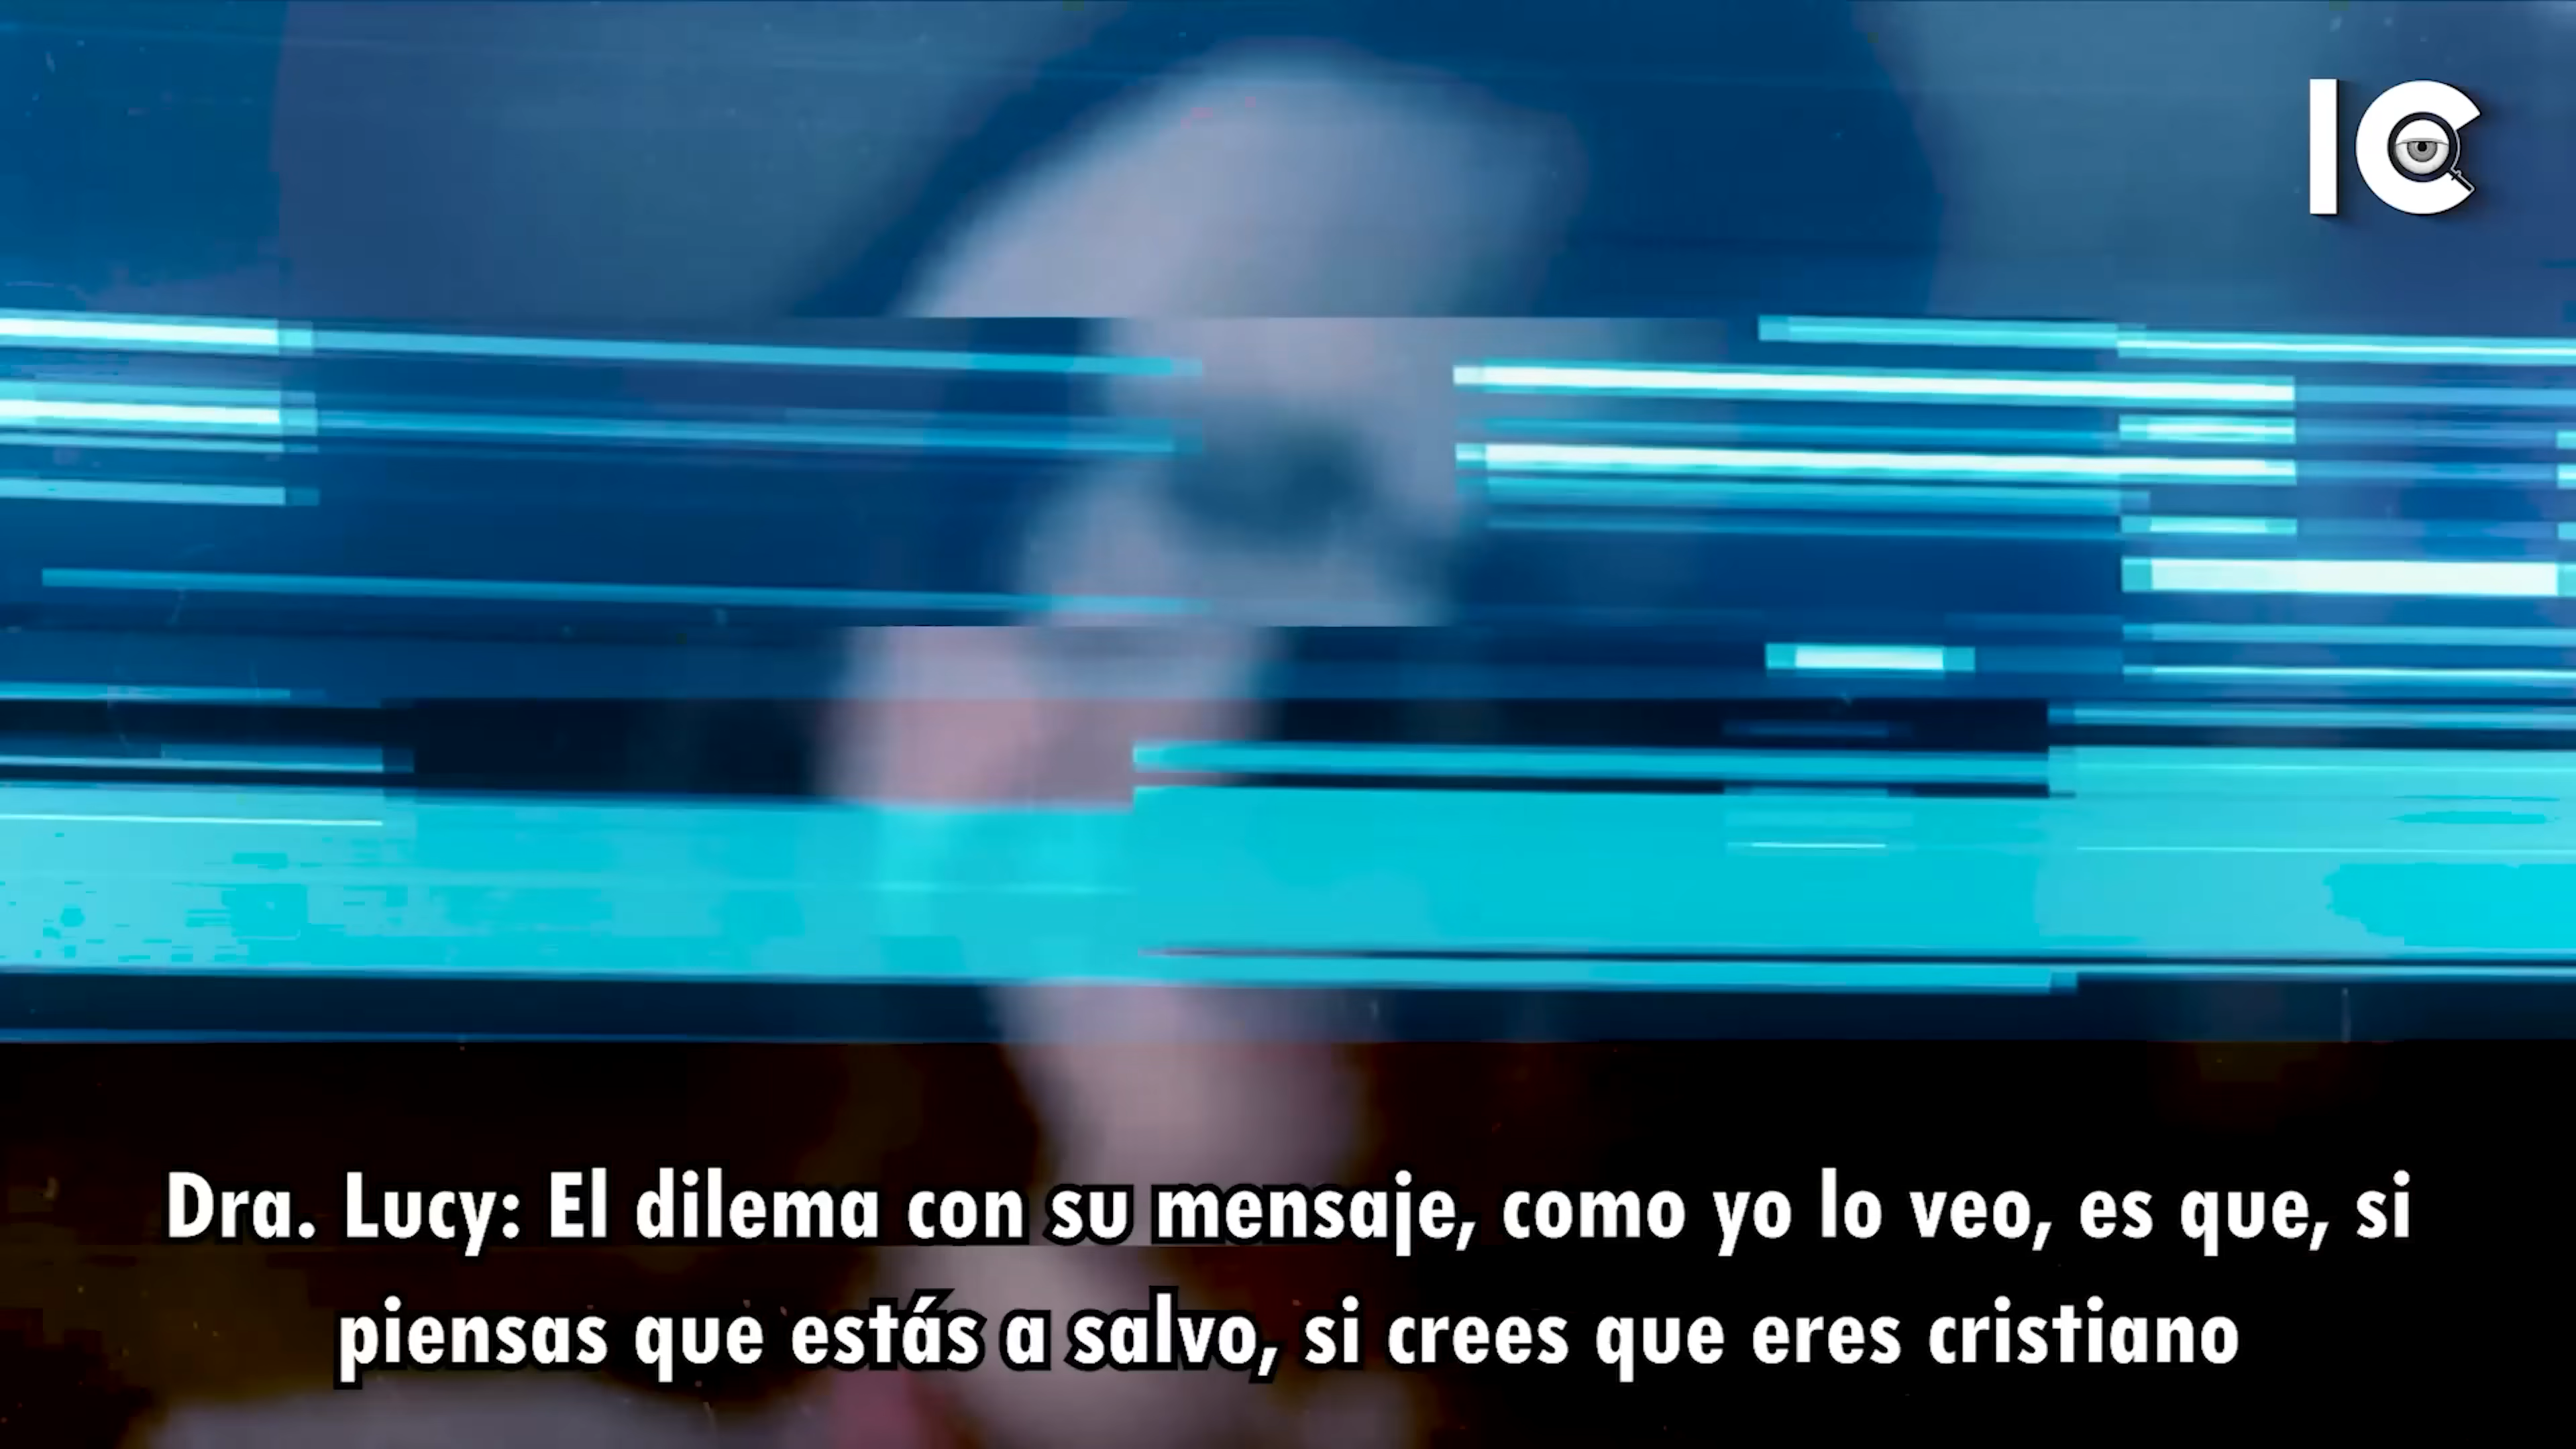 IC
Dra. Lucy: El dilema con su mensaje, como yo lo veo, es que, si
piensas que estás a salvo, si crees que eres cristiano